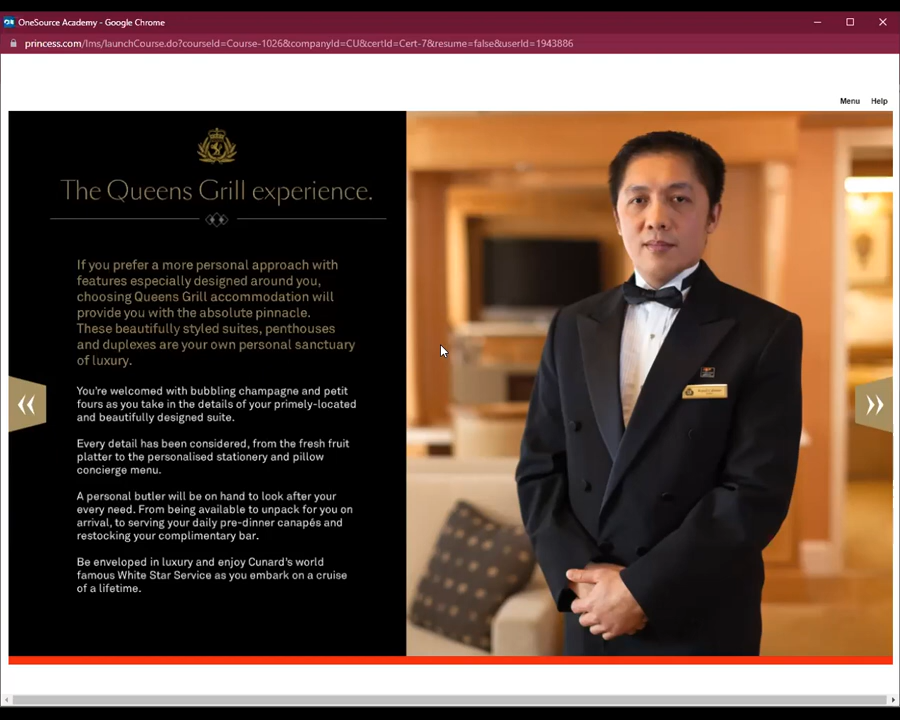 OneSource Academy - Google Chrome
princess.com/lms/launchCourse.do?courseId=Course-1026&companyId=CU&certId=Cert-7&resume=false&userId=1943886
Menu Help
The Queens Grill experience.
If you prefer a more personal approach with
features especially designed around you,
choosing Queens Grill accommodation will
provide you with the absolute pinnacle.
These beautifully styled suites, penthouses
and duplexes are your own personal sanctuary
of luxury.
You're welcomed with bubbling champagne and petit
fours as you take in the details of your primely-located
and beautifully designed suite.
Every detail has been considered, from the fresh fruit
platter to the personalised stationery and pillow
concierge menu.
A personal butler will be on hand to look after your
every need. From being available to unpack for you on
arrival, to serving your daily pre-dinner canapés and
restocking your complimentary bar.
Be enveloped in luxury and enjoy Cunard's world
famous White Star Service as you embark on a cruise
of a lifetime.